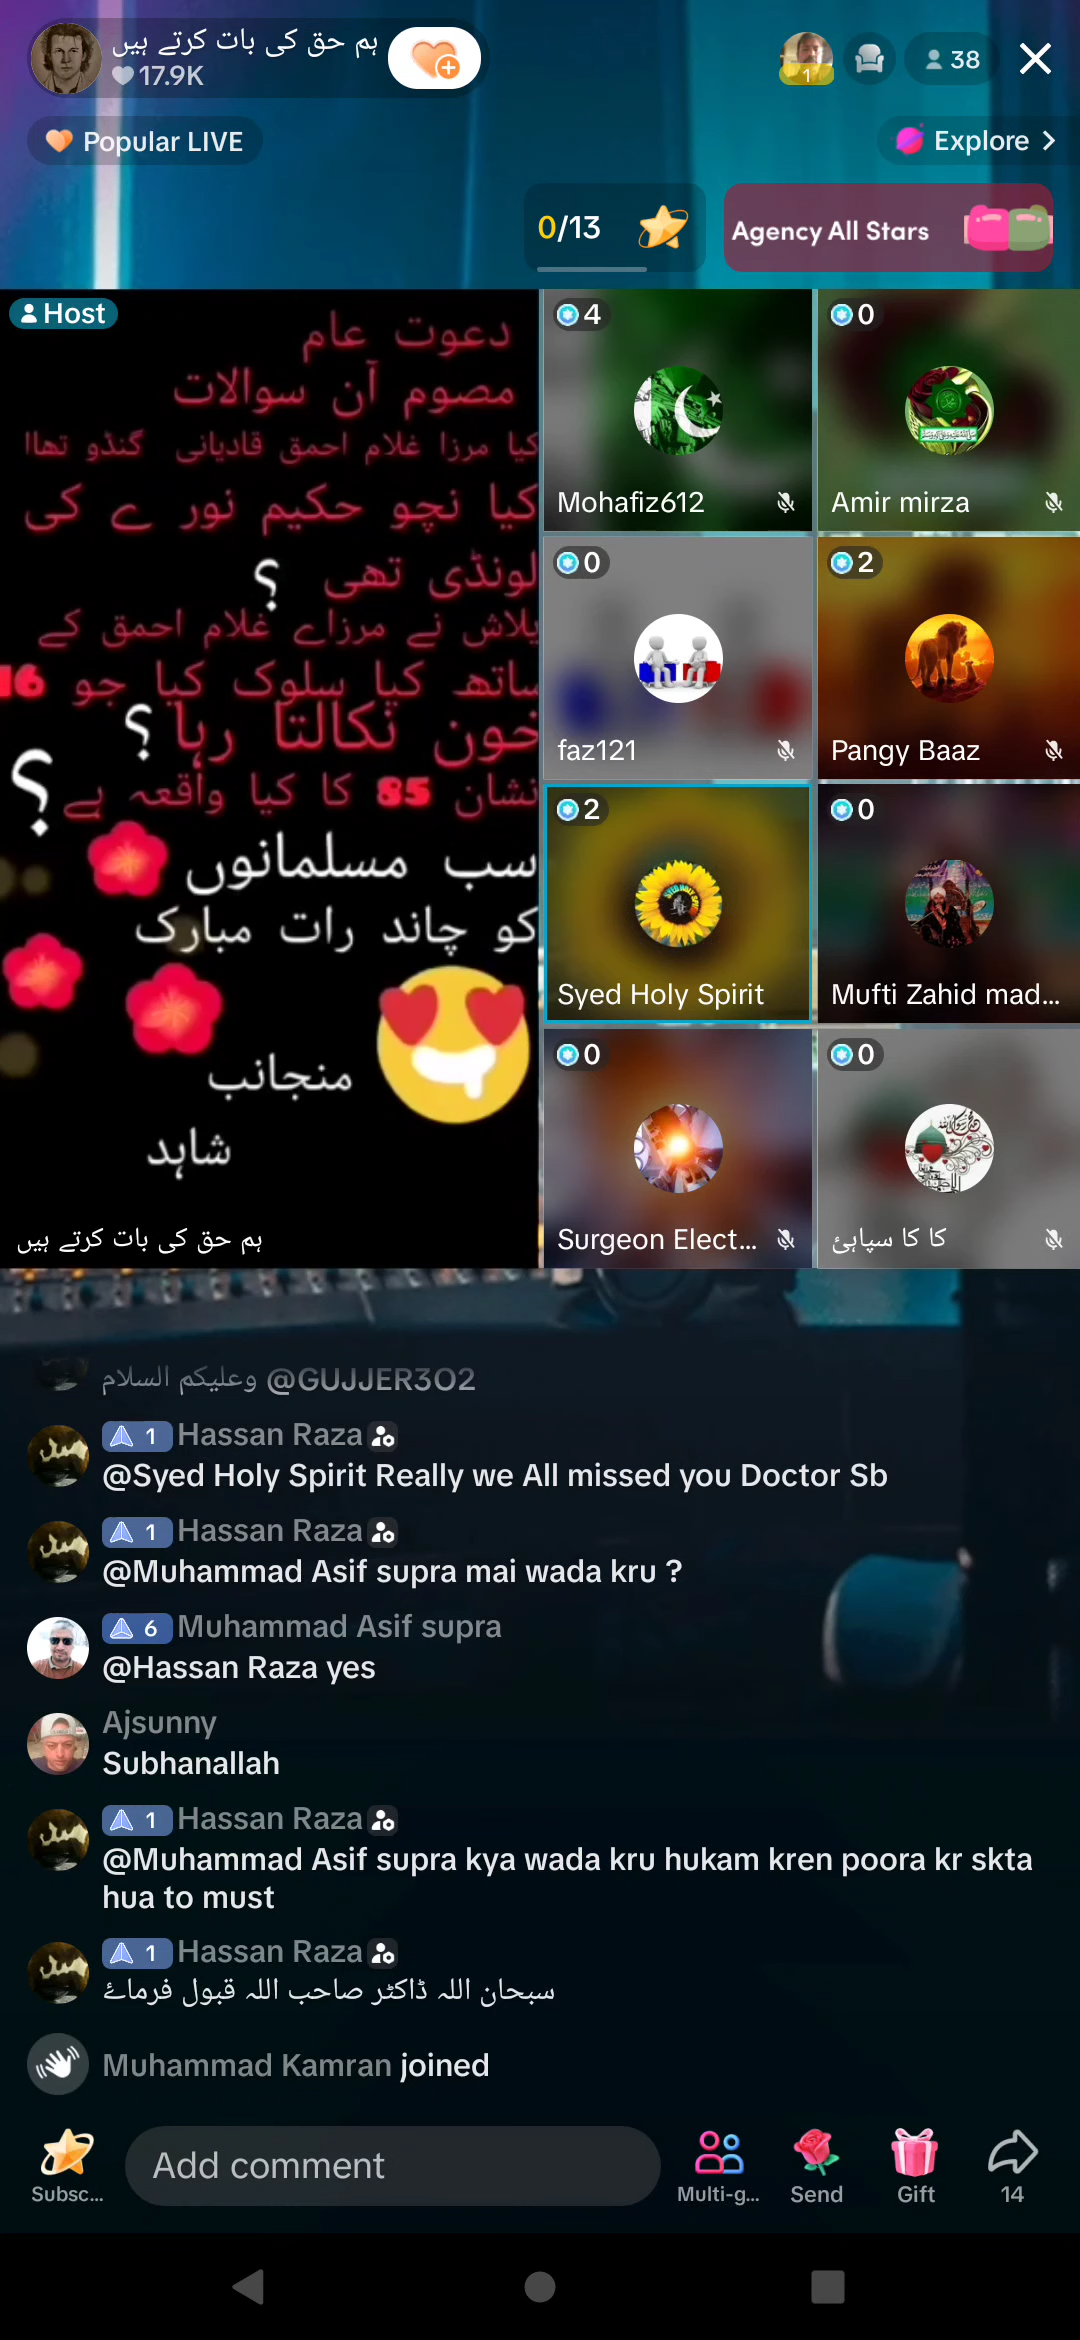 ہم حق کی بات کرتے ہیں
17.9K
1
38
Popular LIVE
Explore
0/13
Agency All Stars
Host
دعوت عام
مصوم آن سوالات
کیا مرزا غلام احمق قادیانی گنڈو تھاا
کیا نچو حکیم نور ے کی
لونڈی تھی ؟
یلاش نے مرزاے غلام احمق کے
ساتھ کیا سلوک کیا جو 16
خون نکالتا رہا ؟
نشان 85 کا کیا واقعہ ہے ؟
سب مسلمانوں
کو چاند رات مبارک
منجانب
شاہد
ہم حق کی بات کرتے ہیں
4
Mohafiz612
0
Amir mirza
0
faz121
2
Pangy Baaz
2
Syed Holy Spirit
0
Mufti Zahid mad...
0
Surgeon Elect...
0
کا کا سپاہئ
وعلیکم السلام @GUJJER302
1 Hassan Raza
@Syed Holy Spirit Really we All missed you Doctor Sb
1 Hassan Raza
@Muhammad Asif supra mai wada kru ?
6 Muhammad Asif supra
@Hassan Raza yes
Ajsunny
Subhanallah
1 Hassan Raza
@Muhammad Asif supra kya wada kru hukam kren poora kr skta
hua to must
1 Hassan Raza
سبحان اللہ ڈاکٹر صاحب اللہ قبول فرماۓ
Muhammad Kamran joined
Add comment
Subsc...
Multi-g...
Send
Gift
14